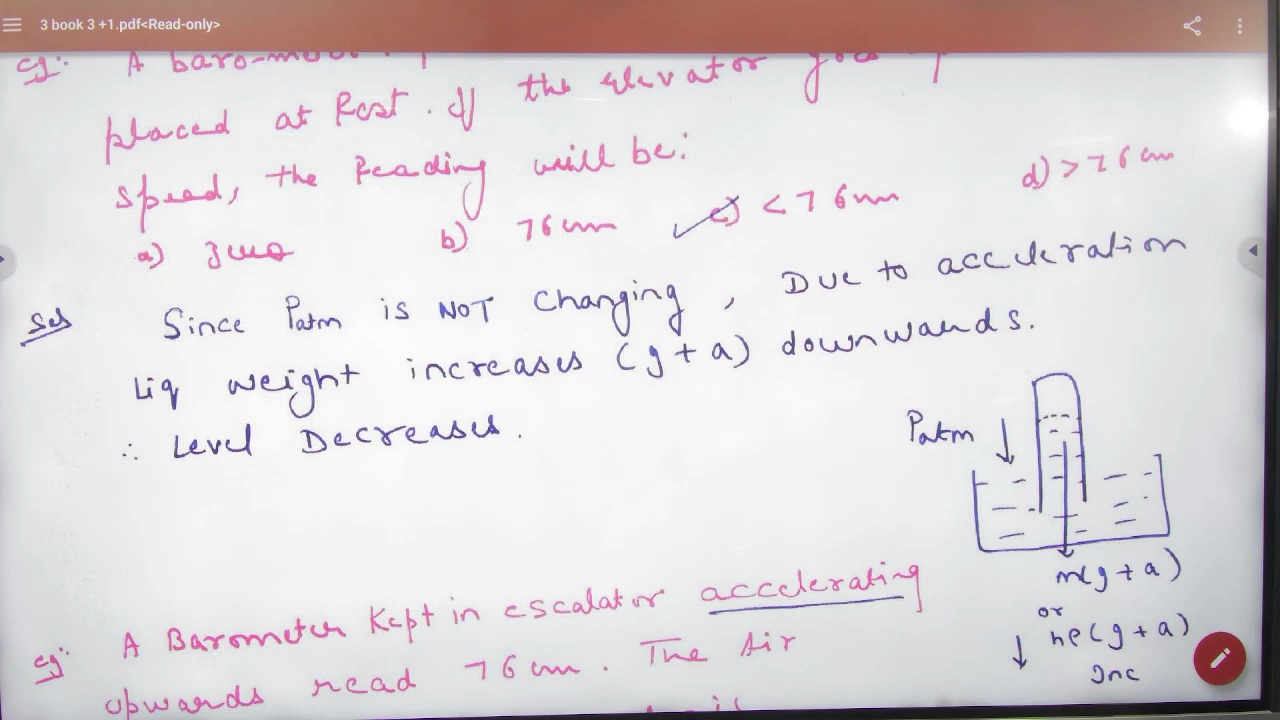 3 book 3 +1.pdf<Read-only>
eg: A baro-
placed at Rest. If the elevator goes
speed, the Reading will be:
a) zero b) 76 cm c) < 76 cm d) > 76 cm
Sol Since Patm is NOT Changing, Due to acceleration
Liq weight increases (g + a) downwards.
∴ Level Decreases.
Patm ↓
m(g + a)
or
↓ hρ(g + a)
Inc
eg: A Barometer Kept in escalator accelerating
upwards read 76 cm. The Air
is